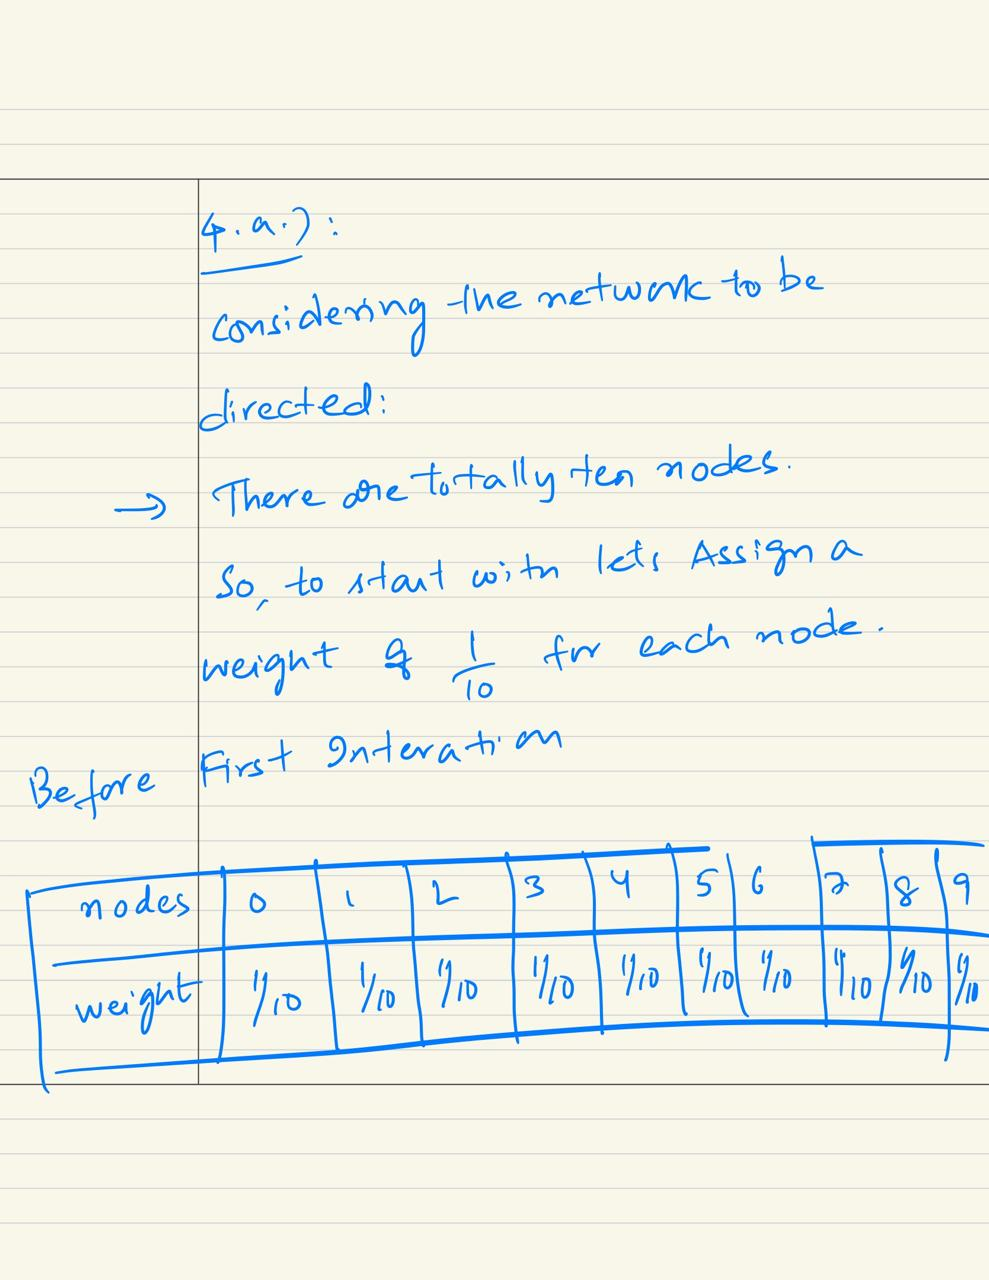 4.a.):
considering the network to be
directed:
→ There are totally ten nodes.
So, to start with lets Assign a
weight of 1/10 for each node.
Before First Interation
nodes 0 1 2 3 4 5 6 7 8 9
weight 1/10 1/10 1/10 1/10 1/10 1/10 1/10 1/10 1/10 1/10